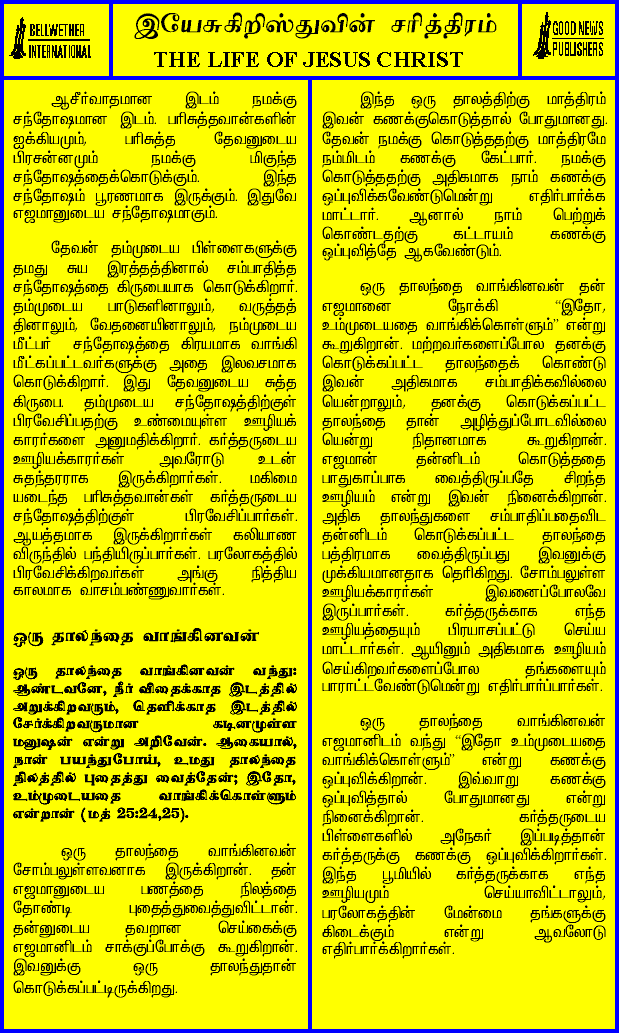 BELLWETHER
INTERNATIONAL
இயேசுகிறிஸ்துவின் சரித்திரம்
THE LIFE OF JESUS CHRIST
GOOD NEWS
PUBLISHERS
ஆசீர்வாதமான இடம் நமக்கு
சந்தோஷமான இடம். பரிசுத்தவான்களின்
ஐக்கியமும், பரிசுத்த தேவனுடைய
பிரசன்னமும் நமக்கு மிகுந்த
சந்தோஷத்தைக்கொடுக்கும். இந்த
சந்தோஷம் பூரணமாக இருக்கும். இதுவே
எஜமானுடைய சந்தோஷமாகும்.
தேவன் தம்முடைய பிள்ளைகளுக்கு
தமது சுய இரத்தத்தினால் சம்பாதித்த
சந்தோஷத்தை கிருபையாக கொடுக்கிறார்.
தம்முடைய பாடுகளினாலும், வருத்தத்
தினாலும், வேதனையினாலும், நம்முடைய
மீட்பர் சந்தோஷத்தை கிரயமாக வாங்கி
மீட்கப்பட்டவர்களுக்கு அதை இலவசமாக
கொடுக்கிறார். இது தேவனுடைய சுத்த
கிருபை. தம்முடைய சந்தோஷத்திற்குள்
பிரவேசிப்பதற்கு உண்மையுள்ள ஊழியக்
காரர்களை அனுமதிக்கிறார். கர்த்தருடைய
ஊழியக்காரர்கள் அவரோடு உடன்
சுதந்தரராக இருக்கிறார்கள். மகிமை
யடைந்த பரிசுத்தவான்கள் கர்த்தருடைய
சந்தோஷத்திற்குள் பிரவேசிப்பார்கள்.
ஆயத்தமாக இருக்கிறார்கள் கலியாண
விருந்தில் பந்தியிருப்பார்கள். பரலோகத்தில்
பிரவேசிக்கிறவர்கள் அங்கு நித்திய
காலமாக வாசம்பண்ணுவார்கள்.
ஒரு தாலந்தை வாங்கினவன்
ஒரு தாலந்தை வாங்கினவன் வந்து:
ஆண்டவனே, நீர் விதைக்காத இடத்தில்
அறுக்கிறவரும், தெளிக்காத இடத்தில்
சேர்க்கிறவருமான கடினமுள்ள
மனுஷன் என்று அறிவேன். ஆகையால்,
நான் பயந்துபோய், உமது தாலந்தை
நிலத்தில் புதைத்து வைத்தேன்; இதோ,
உம்முடையதை வாங்கிக்கொள்ளும்
என்றான் (மத் 25:24,25).
ஒரு தாலந்தை வாங்கினவன்
சோம்பலுள்ளவனாக இருக்கிறான். தன்
எஜமானுடைய பணத்தை நிலத்தை
தோண்டி புதைத்துவைத்துவிட்டான்.
தன்னுடைய தவறான செய்கைக்கு
எஜமானிடம் சாக்குப்போக்கு கூறுகிறான்.
இவனுக்கு ஒரு தாலந்துதான்
கொடுக்கப்பட்டிருக்கிறது.
இந்த ஒரு தாலத்திற்கு மாத்திரம்
இவன் கணக்குகொடுத்தால் போதுமானது.
தேவன் நமக்கு கொடுத்ததற்கு மாத்திரமே
நம்மிடம் கணக்கு கேட்பார். நமக்கு
கொடுத்ததற்கு அதிகமாக நாம் கணக்கு
ஒப்புவிக்கவேண்டுமென்று எதிர்பார்க்க
மாட்டார். ஆனால் நாம் பெற்றுக்
கொண்டதற்கு கட்டாயம் கணக்கு
ஒப்புவித்தே ஆகவேண்டும்.
ஒரு தாலந்தை வாங்கினவன் தன்
எஜமானை நோக்கி “இதோ,
உம்முடையதை வாங்கிக்கொள்ளும்” என்று
கூறுகிறான். மற்றவர்களைப்போல தனக்கு
கொடுக்கப்பட்ட தாலந்தைக் கொண்டு
இவன் அதிகமாக சம்பாதிக்கவில்லை
யென்றாலும், தனக்கு கொடுக்கப்பட்ட
தாலந்தை தான் அழித்துப்போடவில்லை
யென்று நிதானமாக கூறுகிறான்.
எஜமான் தன்னிடம் கொடுத்ததை
பாதுகாப்பாக வைத்திருப்பதே சிறந்த
ஊழியம் என்று இவன் நினைக்கிறான்.
அதிக தாலந்துகளை சம்பாதிப்பதைவிட
தன்னிடம் கொடுக்கப்பட்ட தாலந்தை
பத்திரமாக வைத்திருப்பது இவனுக்கு
முக்கியமானதாக தெரிகிறது. சோம்பலுள்ள
ஊழியக்காரர்கள் இவனைப்போலவே
இருப்பார்கள். கர்த்தருக்காக எந்த
ஊழியத்தையும் பிரயாசப்பட்டு செய்ய
மாட்டார்கள். ஆயினும் அதிகமாக ஊழியம்
செய்கிறவர்களைப்போல தங்களையும்
பாராட்டவேண்டுமென்று எதிர்பார்ப்பார்கள்.
ஒரு தாலந்தை வாங்கினவன்
எஜமானிடம் வந்து “இதோ உம்முடையதை
வாங்கிக்கொள்ளும்” என்று கணக்கு
ஒப்புவிக்கிறான். இவ்வாறு கணக்கு
ஒப்புவித்தால் போதுமானது என்று
நினைக்கிறான். கர்த்தருடைய
பிள்ளைகளில் அநேகர் இப்படித்தான்
கர்த்தருக்கு கணக்கு ஒப்புவிக்கிறார்கள்.
இந்த பூமியில் கர்த்தருக்காக எந்த
ஊழியமும் செய்யாவிட்டாலும்,
பரலோகத்தின் மேன்மை தங்களுக்கு
கிடைக்கும் என்று ஆவலோடு
எதிர்பார்க்கிறார்கள்.